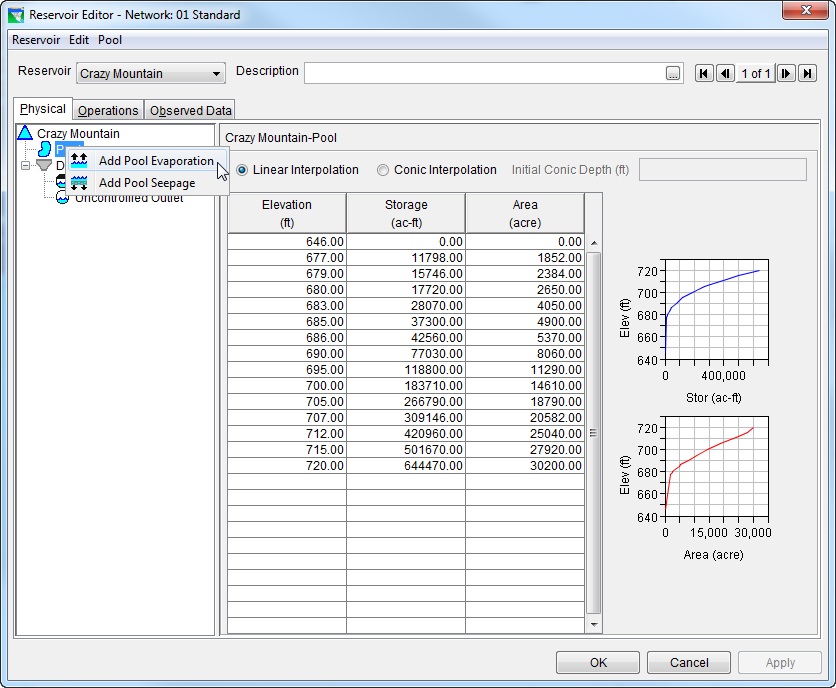 Reservoir Editor - Network: 01 Standard
Reservoir Edit Pool
Reservoir Crazy Mountain Description ... 1 of 1
Physical Operations Observed Data
Crazy Mountain
Add Pool Evaporation
Add Pool Seepage
Uncontrolled Outlet
Crazy Mountain-Pool
Linear Interpolation Conic Interpolation Initial Conic Depth (ft)
Elevation Storage Area
(ft) (ac-ft) (acre)
646.00 0.00 0.00
677.00 11798.00 1852.00
679.00 15746.00 2384.00
680.00 17720.00 2650.00
683.00 28070.00 4050.00
685.00 37300.00 4900.00
686.00 42560.00 5370.00
690.00 77030.00 8060.00
695.00 118800.00 11290.00
700.00 183710.00 14610.00
705.00 266790.00 18790.00
707.00 309146.00 20582.00
712.00 420960.00 25040.00
715.00 501670.00 27920.00
720.00 644470.00 30200.00
Elev (ft)
720
700
680
660
640
0 400,000
Stor (ac-ft)
Elev (ft)
720
700
680
660
640
0 15,000 30,000
Area (acre)
OK Cancel Apply